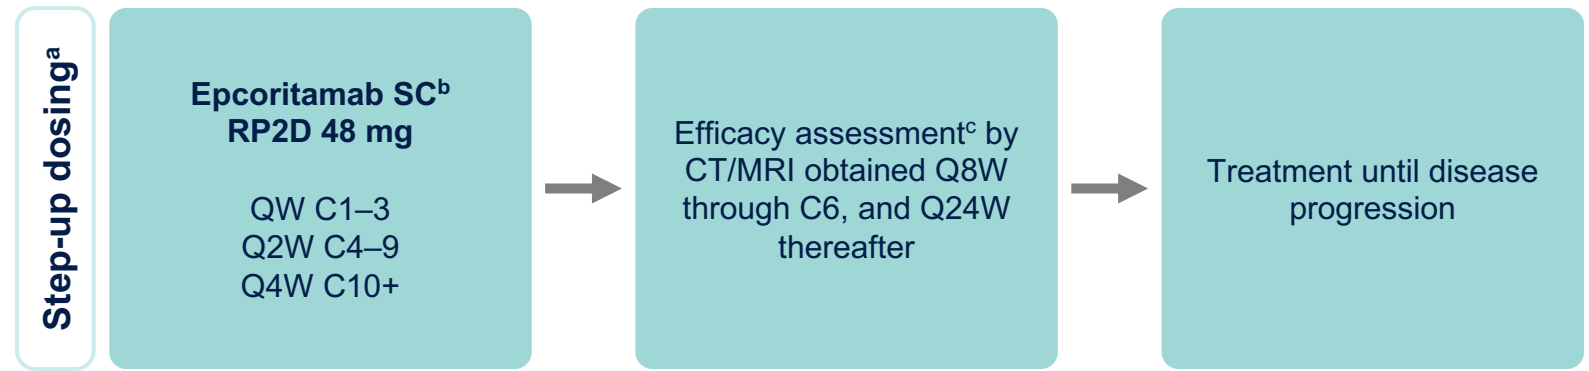 Step-up dosingᵃ
Epcoritamab SCᵇ
RP2D 48 mg
QW C1–3
Q2W C4–9
Q4W C10+
Efficacy assessmentᶜ by
CT/MRI obtained Q8W
through C6, and Q24W
thereafter
Treatment until disease
progression